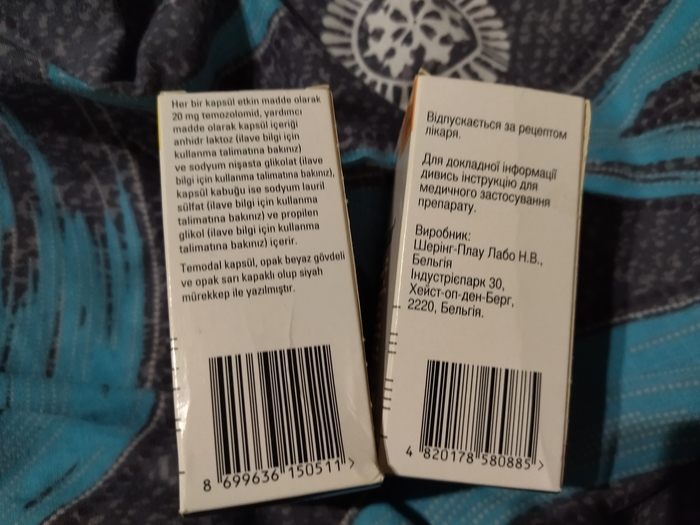 Her bir kapsül etkin madde olarak
20 mg temozolomid, yardımcı
madde olarak kapsül içeriği
anhidr laktoz (ilave bilgi için
kullanma talimatına bakınız)
ve sodyum nişasta glikolat (ilave
bilgi için kullanma talimatına bakınız),
kapsül kabuğu ise sodyum lauril
sülfat (ilave bilgi için kullanma
talimatına bakınız) ve propilen
glikol (ilave bilgi için kullanma
talimatına bakınız) içerir.
Temodal kapsül, opak beyaz gövdeli
ve opak sarı kapaklı olup siyah
mürekkep ile yazılmıştır.
8 699636 150511 >
Відпускається за рецептом
лікаря.
Для докладної інформації
дивись інструкцію для
медичного застосування
препарату.
Виробник:
Шерінг-Плау Лабо Н.В.,
Бельгія
Індустрієпарк 30,
Хейст-оп-ден-Берг,
2220, Бельгія.
4 820178 580885 >